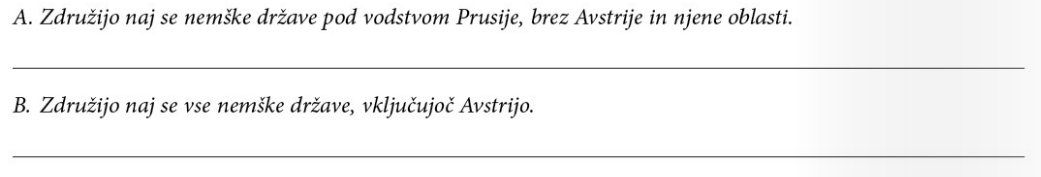 A. Združijo naj se nemške države pod vodstvom Prusije, brez Avstrije in njene oblasti.
B. Združijo naj se vse nemške države, vključujoč Avstrijo.